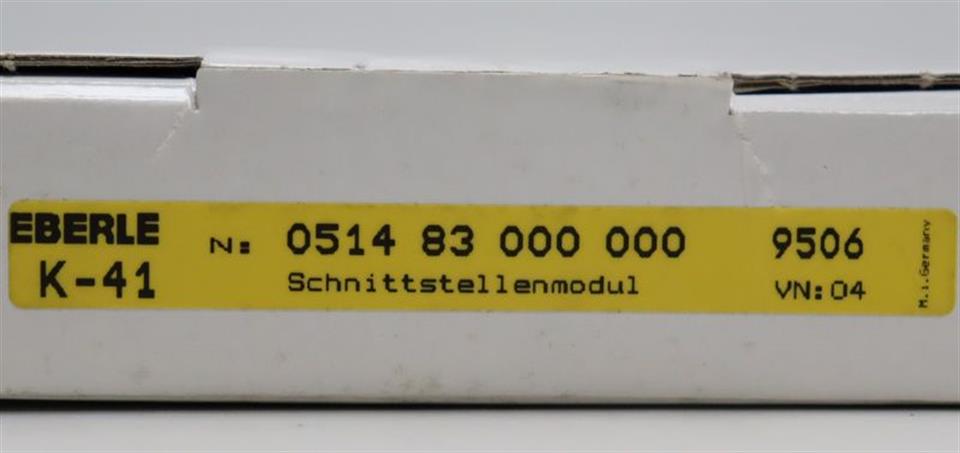 EBERLE N: 0514 83 000 000 9506
K-41 Schnittstellenmodul VN:04
M.i.Germany